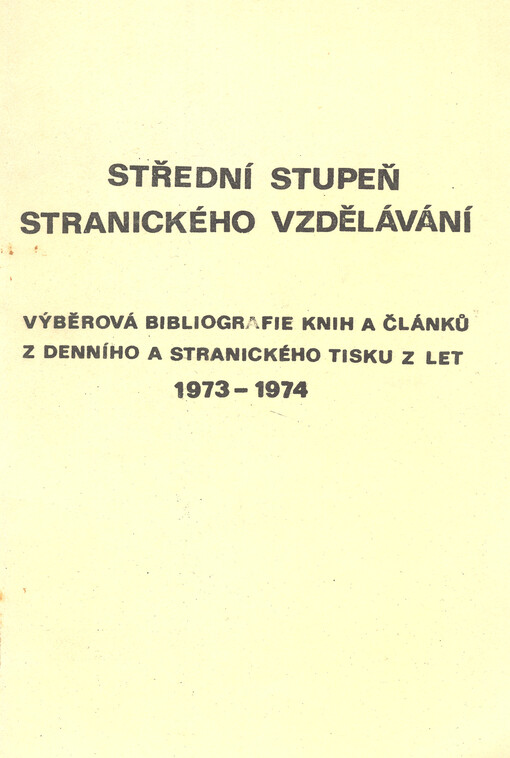 STŘEDNÍ STUPEŇ
STRANICKÉHO VZDĚLÁVÁNÍ
VÝBĚROVÁ BIBLIOGRAFIE KNIH A ČLÁNKŮ
Z DENNÍHO A STRANICKÉHO TISKU Z LET
1973 – 1974